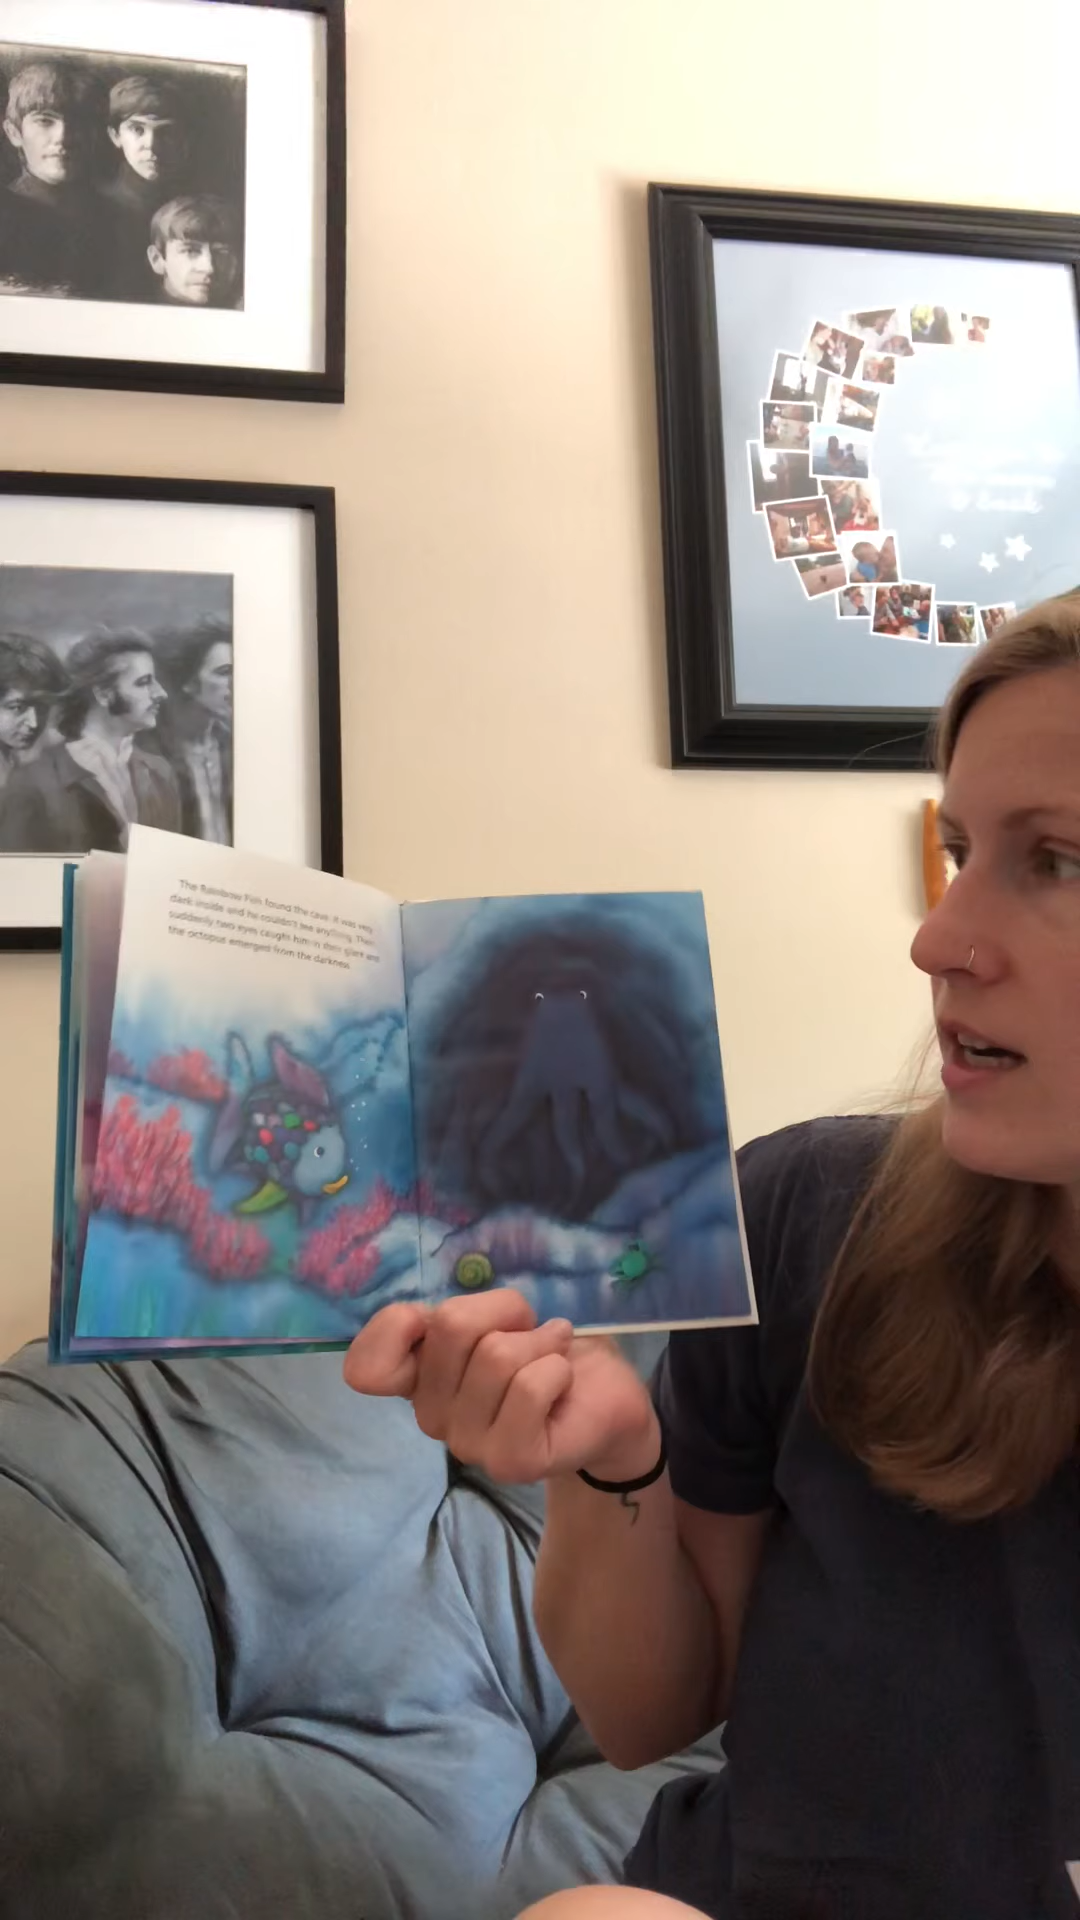 The Rainbow Fish found the cave. It was very
dark inside and he couldn't see anything. Then
suddenly two eyes caught him in their glare and
the octopus emerged from the darkness.